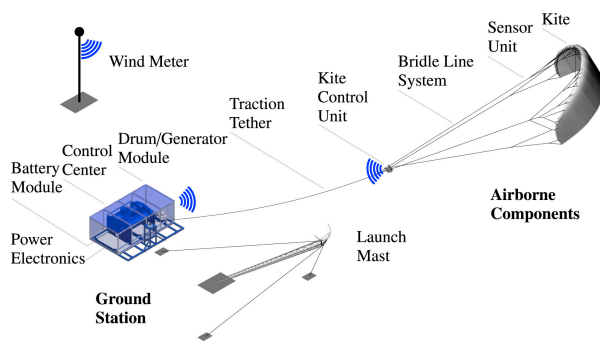 Wind Meter
Sensor
Unit
Kite
Bridle Line
System
Kite
Control
Unit
Traction
Tether
Drum/Generator
Module
Control
Center
Battery
Module
Power
Electronics
Ground
Station
Launch
Mast
Airborne
Components